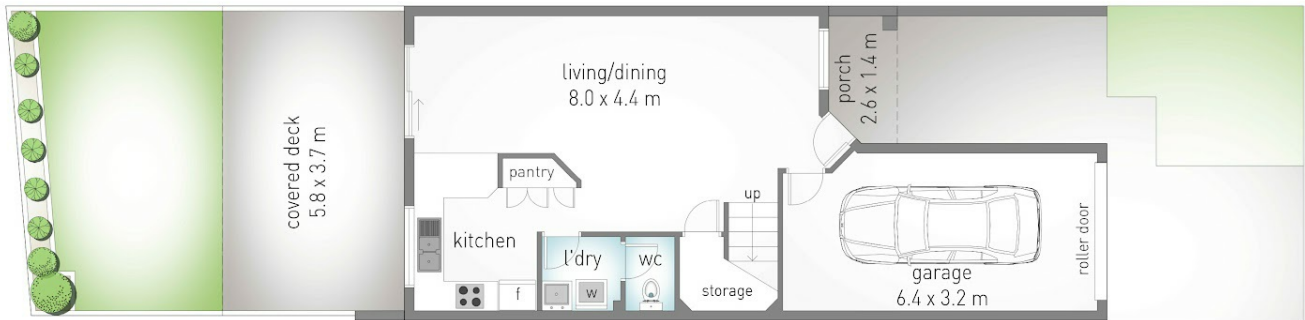 covered deck
5.8 x 3.7 m
living/dining
8.0 x 4.4 m
porch
2.6 x 1.4 m
pantry
up
kitchen
l'dry
wc
f
w
storage
garage
6.4 x 3.2 m
roller door